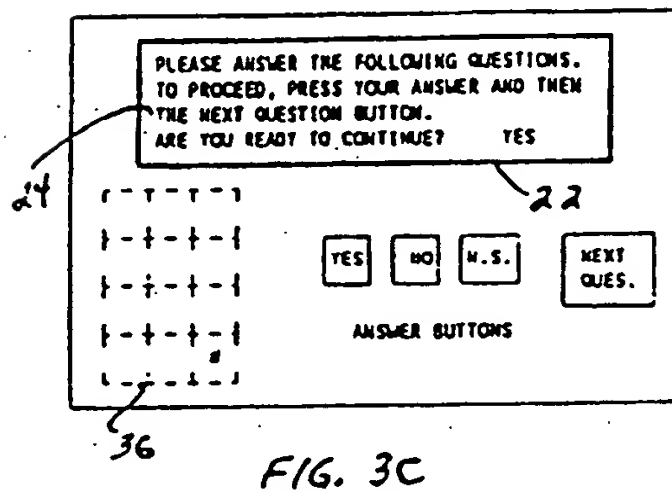 PLEASE ANSWER THE FOLLOWING QUESTIONS.
TO PROCEED, PRESS YOUR ANSWER AND THEN
THE NEXT QUESTION BUTTON.
ARE YOU READY TO CONTINUE? YES
24
22
YES NO N.S. NEXT
QUES.
ANSWER BUTTONS
#
36
FIG. 3C